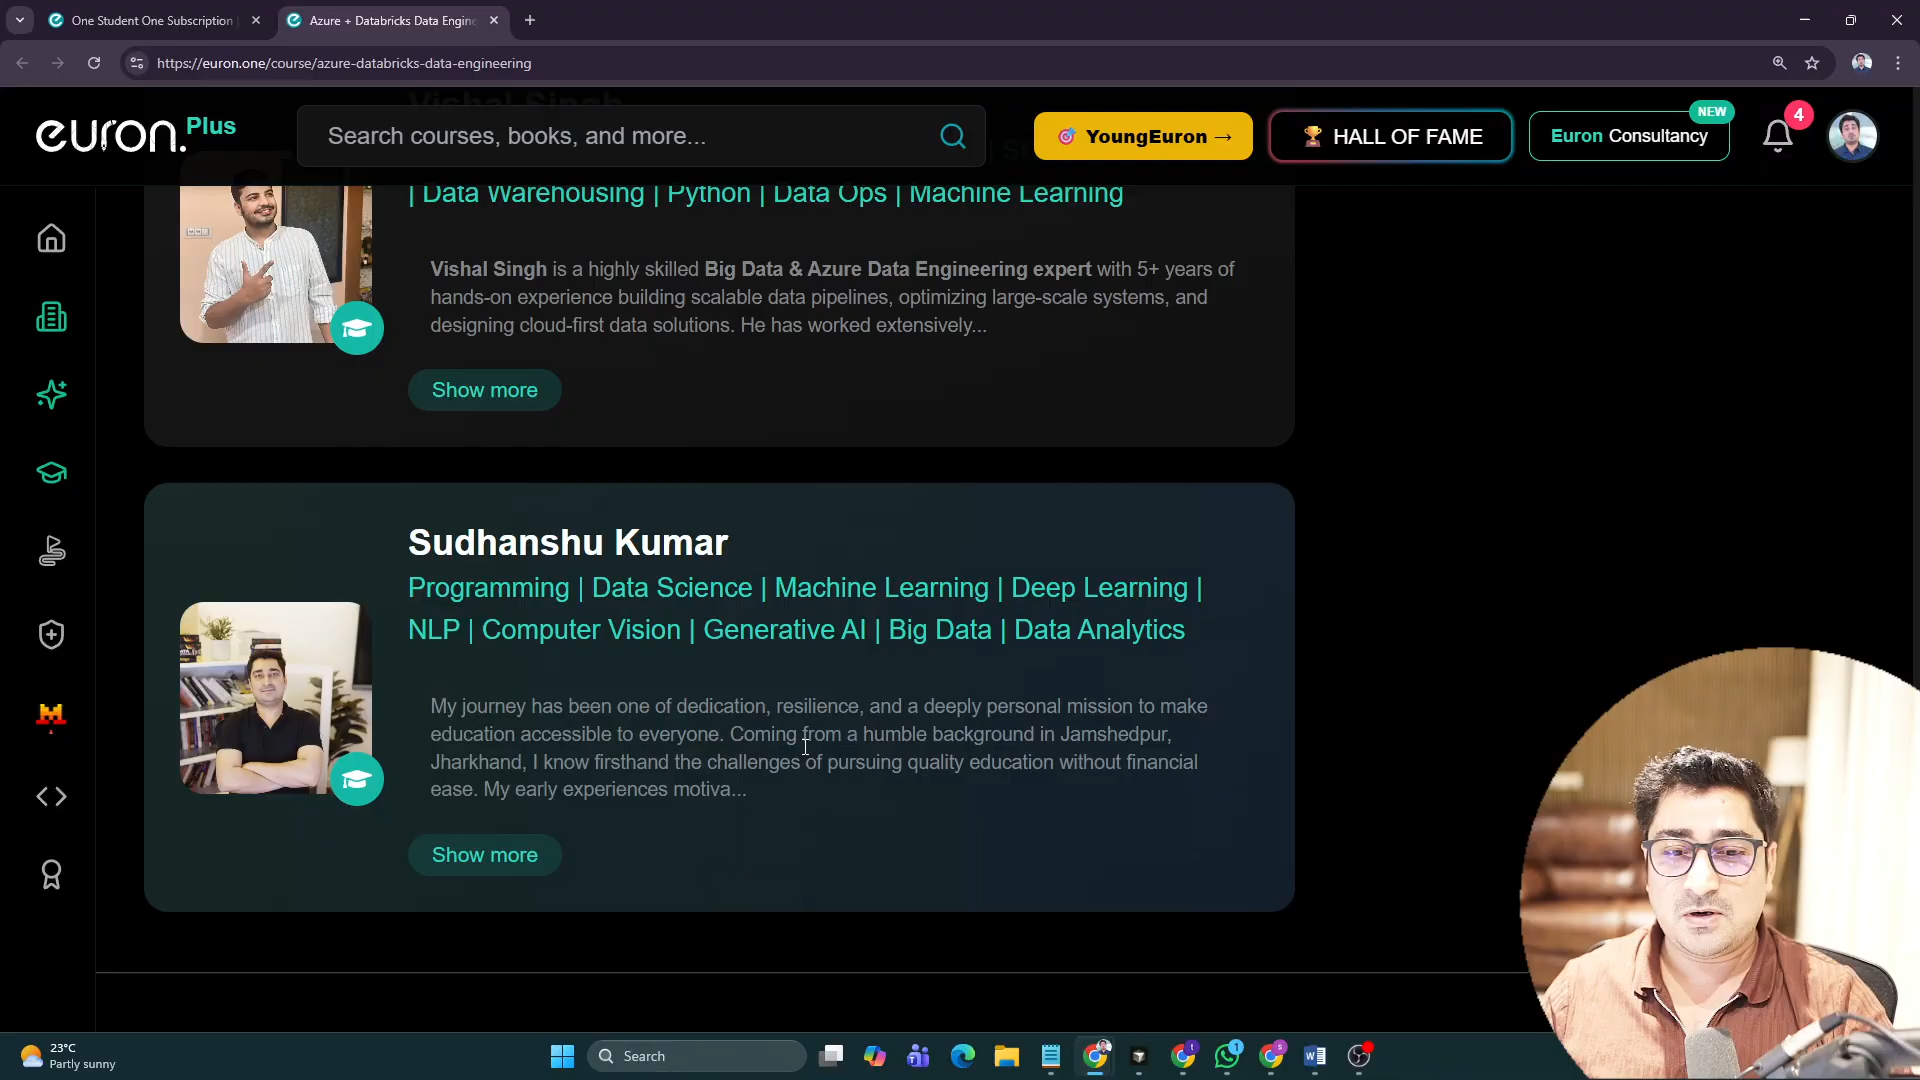 One Student One Subscription
Azure + Databricks Data Engine
https://euron.one/course/azure-databricks-data-engineering
euron. Plus
Search courses, books, and more...
YoungEuron →
HALL OF FAME
Euron Consultancy
NEW
4
Vishal Singh
| Data Warehousing | Python | Data Ops | Machine Learning
Vishal Singh is a highly skilled Big Data & Azure Data Engineering expert with 5+ years of
hands-on experience building scalable data pipelines, optimizing large-scale systems, and
designing cloud-first data solutions. He has worked extensively...
Show more
Sudhanshu Kumar
Programming | Data Science | Machine Learning | Deep Learning |
NLP | Computer Vision | Generative AI | Big Data | Data Analytics
My journey has been one of dedication, resilience, and a deeply personal mission to make
education accessible to everyone. Coming from a humble background in Jamshedpur,
Jharkhand, I know firsthand the challenges of pursuing quality education without financial
ease. My early experiences motiva...
Show more
23°C
Partly sunny
Search
1